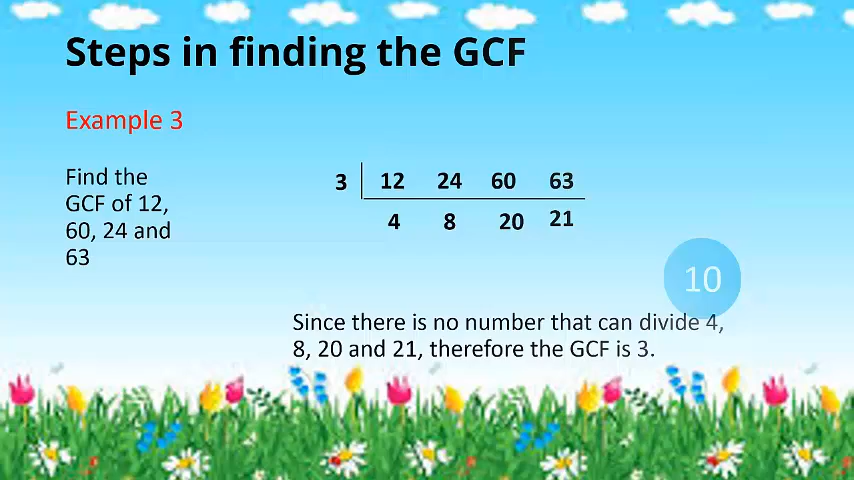 Steps in finding the GCF
Example 3
Find the
GCF of 12,
60, 24 and
63
3 12 24 60 63
4 8 20 21
10
Since there is no number that can divide 4,
8, 20 and 21, therefore the GCF is 3.